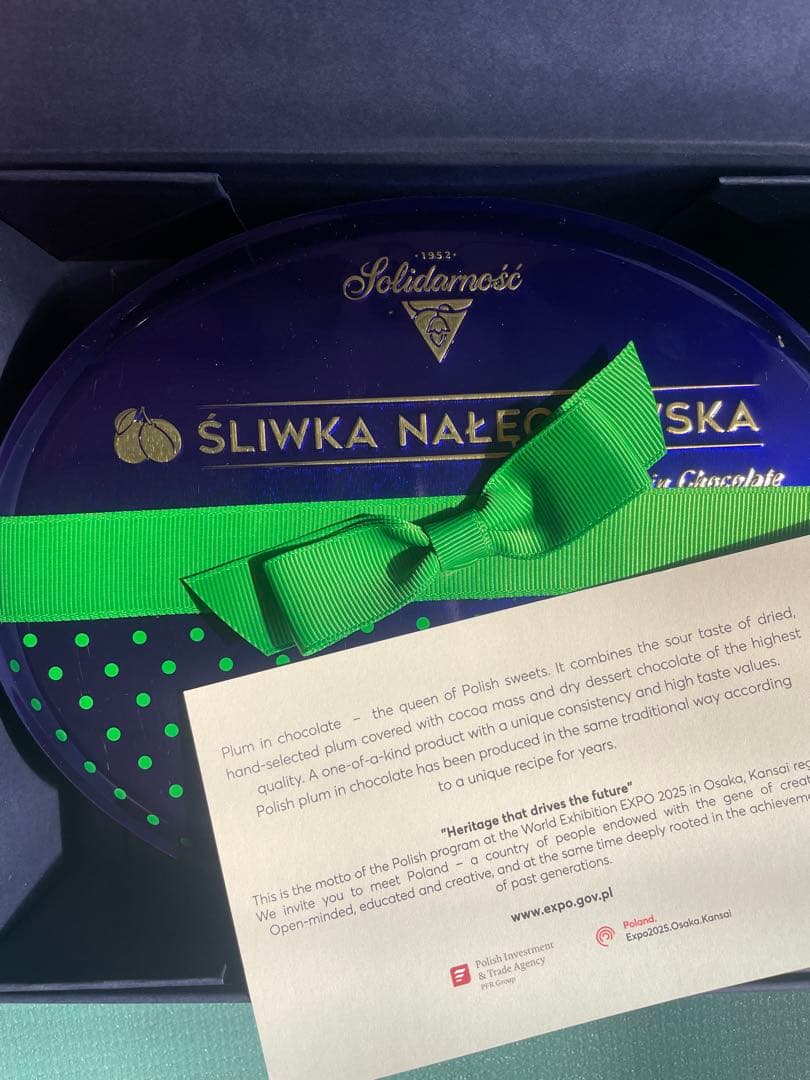 ·1952·
Solidarność
ŚLIWKA NAŁĘC WSKA
in Chocolate
Plum in chocolate – the queen of Polish sweets. It combines the sour taste of dried,
hand-selected plum covered with cocoa mass and dry dessert chocolate of the highest
quality. A one-of-a-kind product with a unique consistency and high taste values.
Polish plum in chocolate has been produced in the same traditional way according
to a unique recipe for years.
"Heritage that drives the future"
This is the motto of the Polish program at the World Exhibition EXPO 2025 in Osaka, Kansai reg
We invite you to meet Poland – a country of people endowed with the gene of creat
Open-minded, educated and creative, and at the same time deeply rooted in the achieveme
of past generations.
www.expo.gov.pl
Polish Investment
& Trade Agency
PFR Group
Poland.
Expo2025.Osaka.Kansai